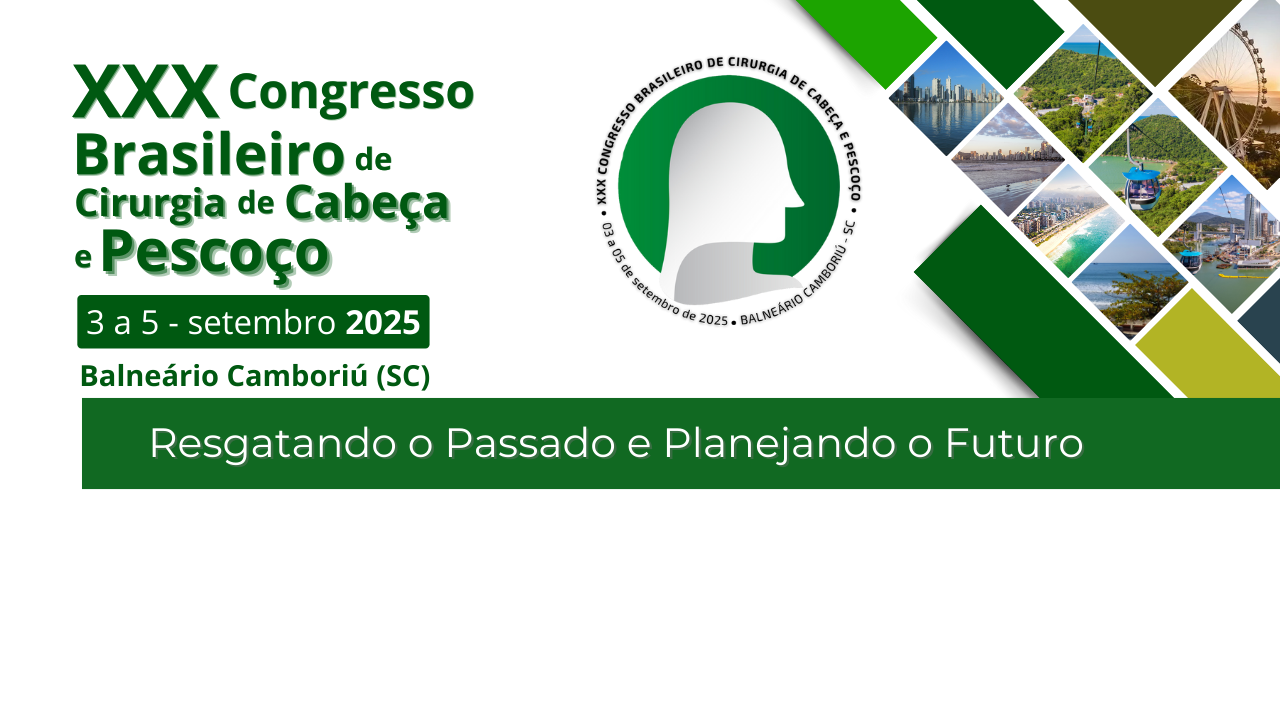 XXX Congresso
Brasileiro de
Cirurgia de Cabeça
e Pescoço
3 a 5 - setembro 2025
Balneário Camboriú (SC)
• XXX CONGRESSO BRASILEIRO DE CIRURGIA DE CABEÇA E PESCOÇO •
03 a 05 de setembro de 2025 • BALNEÁRIO CAMBORIÚ - SC
Resgatando o Passado e Planejando o Futuro